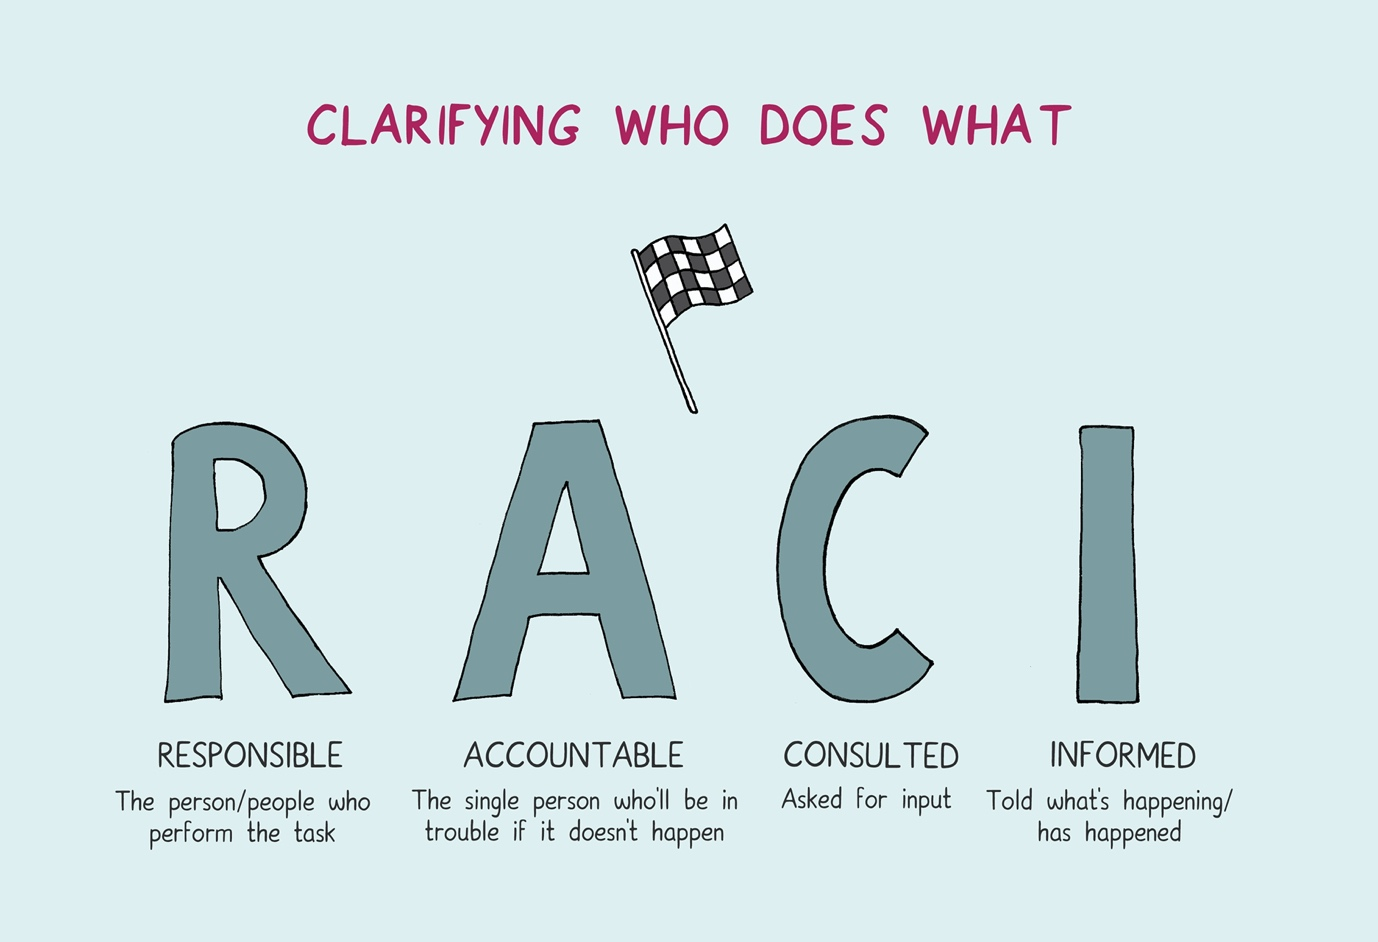 CLARIFYING WHO DOES WHAT
RACI
RESPONSIBLE
The person/people who
perform the task
ACCOUNTABLE
The single person who'll be in
trouble if it doesn't happen
CONSULTED
Asked for input
INFORMED
Told what's happening/
has happened